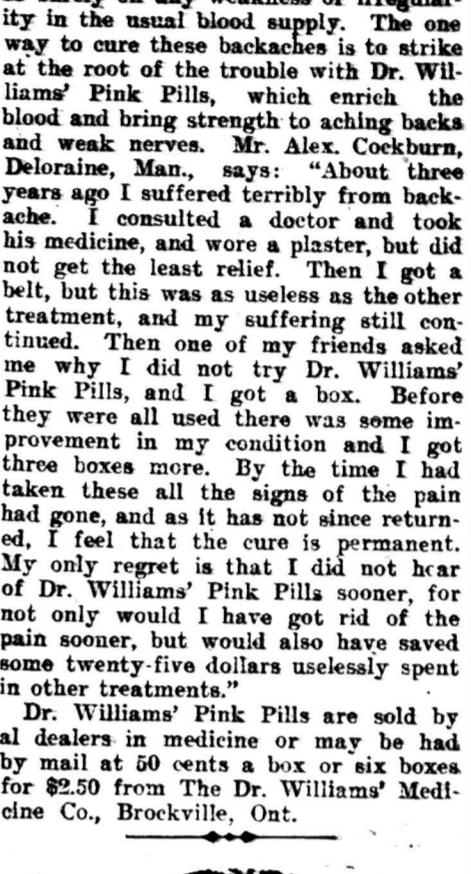 ity in the usual blood supply. The one
way to cure these backaches is to strike
at the root of the trouble with Dr. Wil-
liams' Pink Pills, which enrich the
blood and bring strength to aching backs
and weak nerves. Mr. Alex. Cockburn,
Deloraine, Man., says: "About three
years ago I suffered terribly from back-
ache. I consulted a doctor and took
his medicine, and wore a plaster, but did
not get the least relief. Then I got a
belt, but this was as useless as the other
treatment, and my suffering still con-
tinued. Then one of my friends asked
me why I did not try Dr. Williams'
Pink Pills, and I got a box. Before
they were all used there was some im-
provement in my condition and I got
three boxes more. By the time I had
taken these all the signs of the pain
had gone, and as it has not since return-
ed, I feel that the cure is permanent.
My only regret is that I did not hear
of Dr. Williams' Pink Pills sooner, for
not only would I have got rid of the
pain sooner, but would also have saved
some twenty-five dollars uselessly spent
in other treatments."
Dr. Williams' Pink Pills are sold by
al dealers in medicine or may be had
by mail at 50 cents a box or six boxes
for $2.50 from The Dr. Williams' Medi-
cine Co., Brockville, Ont.